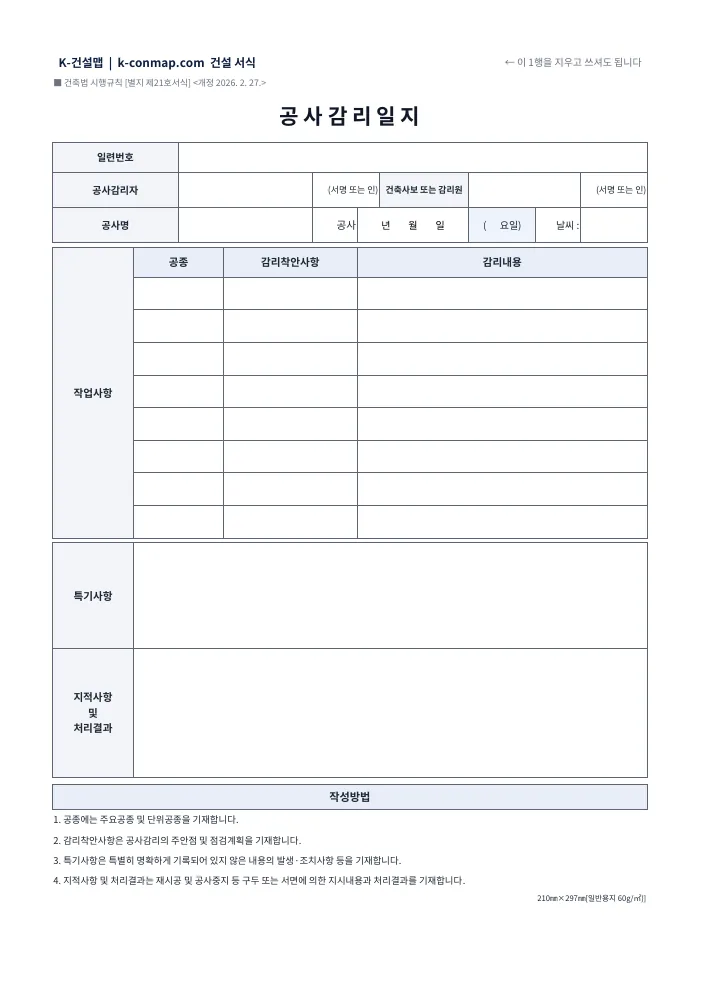 K-건설맵 | k-conmap.com 건설 서식
← 이 1행을 지우고 쓰셔도 됩니다
■ 건축법 시행규칙 [별지 제21호서식] <개정 2026. 2. 27.>
공사감리일지
일련번호
공사감리자 (서명 또는 인) 건축사보 또는 감리원 (서명 또는 인)
공사명 공사 년 월 일 ( 요일) 날씨 :
작업사항
공종 감리착안사항 감리내용
특기사항
지적사항
및
처리결과
작성방법
1. 공종에는 주요공종 및 단위공종을 기재합니다.
2. 감리착안사항은 공사감리의 주안점 및 점검계획을 기재합니다.
3. 특기사항은 특별히 명확하게 기록되어 있지 않은 내용의 발생·조치사항 등을 기재합니다.
4. 지적사항 및 처리결과는 재시공 및 공사중지 등 구두 또는 서면에 의한 지시내용과 처리결과를 기재합니다.
210㎜×297㎜[일반용지 60g/㎡]]